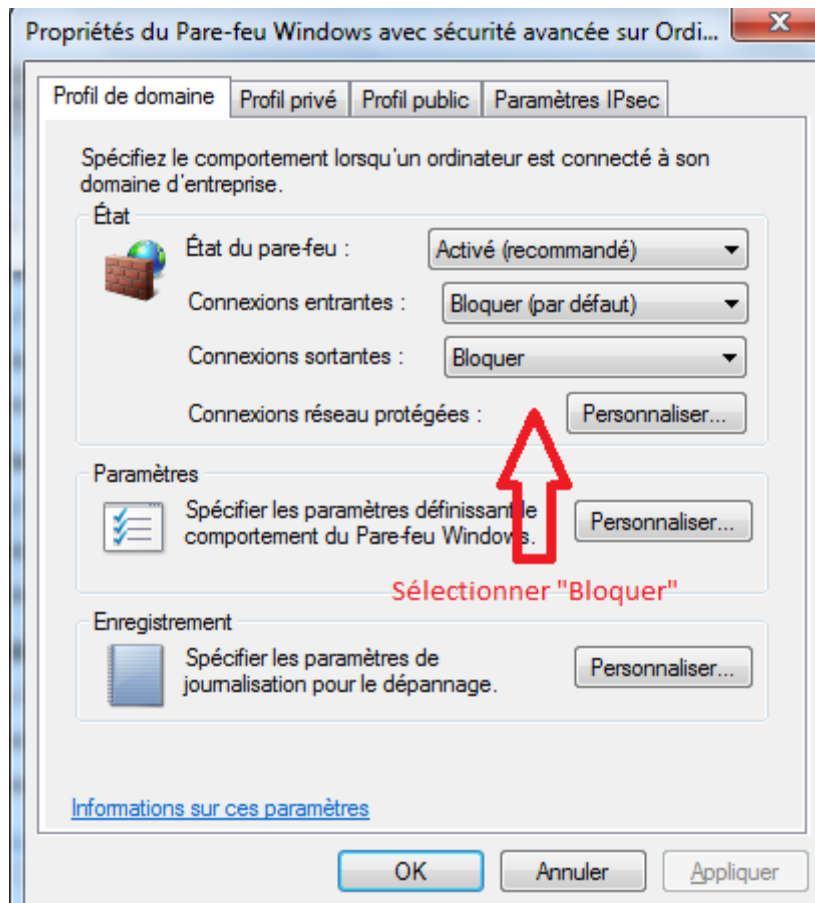 Propriétés du Pare-feu Windows avec sécurité avancée sur Ordi...
Profil de domaine Profil privé Profil public Paramètres IPsec
Spécifiez le comportement lorsqu'un ordinateur est connecté à son
domaine d'entreprise.
État
État du pare-feu : Activé (recommandé)
Connexions entrantes : Bloquer (par défaut)
Connexions sortantes : Bloquer
Connexions réseau protégées : Personnaliser...
Paramètres
Spécifier les paramètres définissant le
comportement du Pare-feu Windows.
Personnaliser...
Sélectionner "Bloquer"
Enregistrement
Spécifier les paramètres de
journalisation pour le dépannage.
Personnaliser...
Informations sur ces paramètres
OK Annuler Appliquer